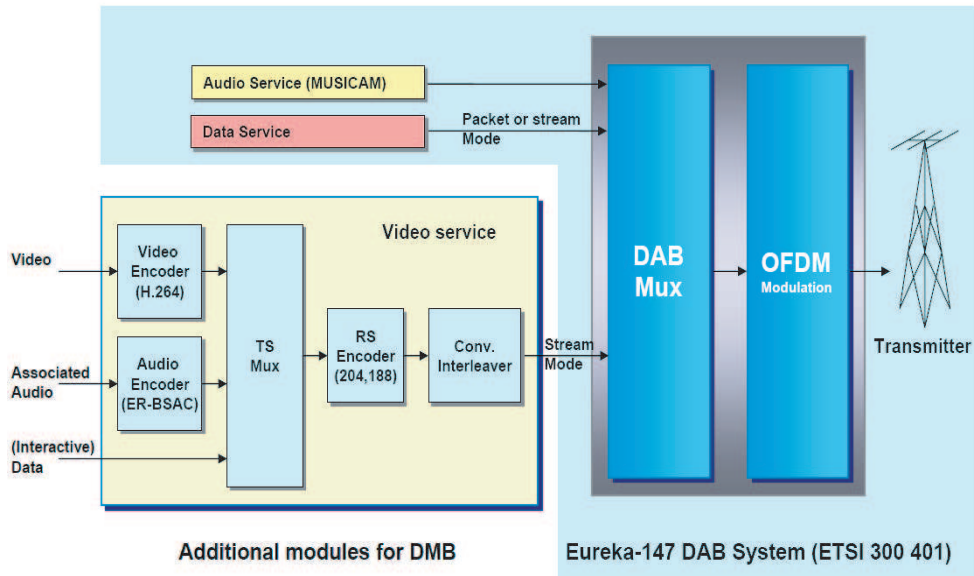 Audio Service (MUSICAM)
Data Service
Packet or stream
Mode
Video service
Video
Video
Encoder
(H.264)
Associated
Audio
Audio
Encoder
(ER-BSAC)
(Interactive)
Data
TS
Mux
RS
Encoder
(204,188)
Conv.
Interleaver
Stream
Mode
DAB
Mux
OFDM
Modulation
Transmitter
Additional modules for DMB
Eureka-147 DAB System (ETSI 300 401)